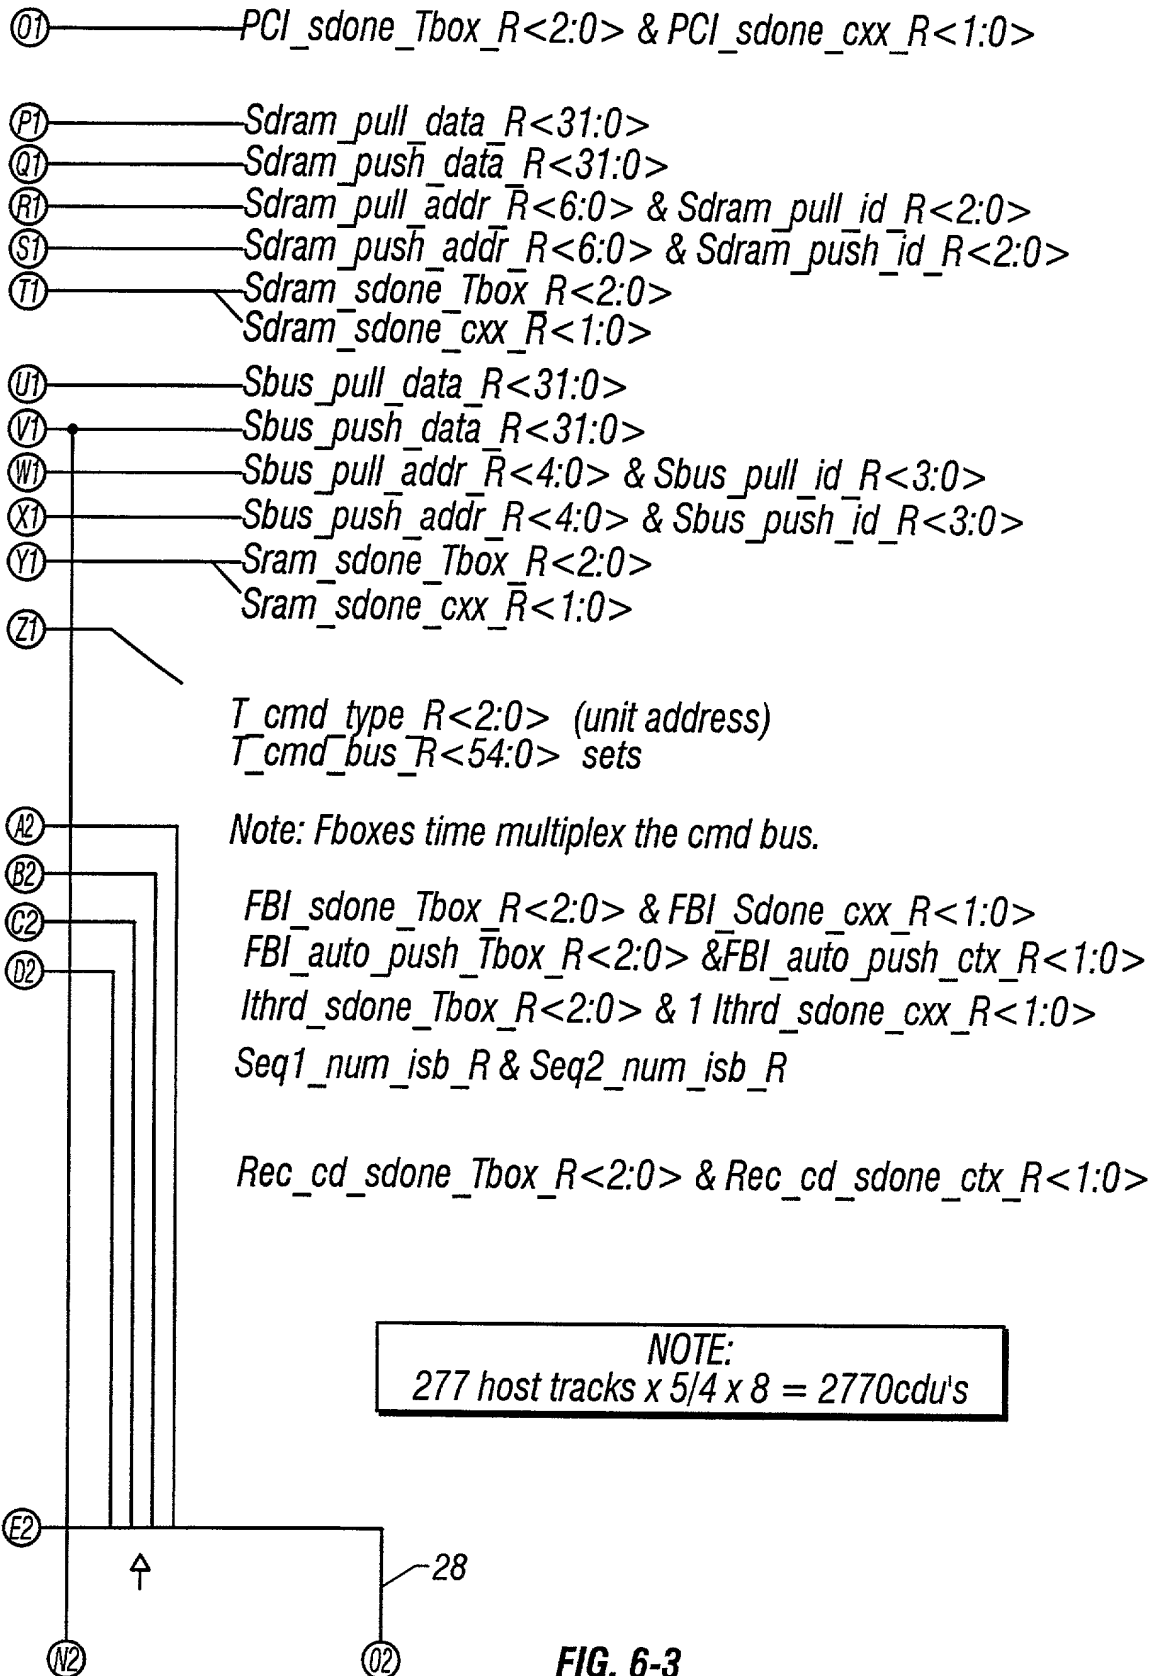 O1 PCI_sdone_Tbox_R<2:0> & PCI_sdone_cxx_R<1:0>
P1 Sdram_pull_data_R<31:0>
Q1 Sdram_push_data_R<31:0>
R1 Sdram_pull_addr_R<6:0> & Sdram_pull_id_R<2:0>
S1 Sdram_push_addr_R<6:0> & Sdram_push_id_R<2:0>
T1 Sdram_sdone_Tbox_R<2:0>
Sdram_sdone_cxx_R<1:0>
U1 Sbus_pull_data_R<31:0>
V1 Sbus_push_data_R<31:0>
W1 Sbus_pull_addr_R<4:0> & Sbus_pull_id_R<3:0>
X1 Sbus_push_addr_R<4:0> & Sbus_push_id_R<3:0>
Y1 Sram_sdone_Tbox_R<2:0>
Sram_sdone_cxx_R<1:0>
Z1
T_cmd_type_R<2:0> (unit address)
T_cmd_bus_R<54:0> sets
A2 Note: Fboxes time multiplex the cmd bus.
B2
C2 FBI_sdone_Tbox_R<2:0> & FBI_Sdone_cxx_R<1:0>
D2 FBI_auto_push_Tbox_R<2:0> &FBI_auto_push_ctx_R<1:0>
Ithrd_sdone_Tbox_R<2:0> & 1 Ithrd_sdone_cxx_R<1:0>
Seq1_num_isb_R & Seq2_num_isb_R
Rec_cd_sdone_Tbox_R<2:0> & Rec_cd_sdone_ctx_R<1:0>
NOTE:
277 host tracks x 5/4 x 8 = 2770cdu's
E2
28
N2 O2
FIG. 6-3